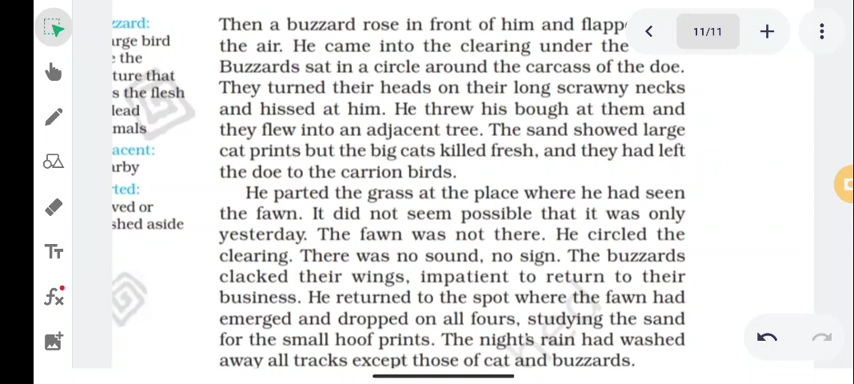 zzard:
arge bird
e the
ture that
s the flesh
lead
mals
acent:
arby
ted:
ved or
shed aside
Then a buzzard rose in front of him and flapp
the air. He came into the clearing under the
Buzzards sat in a circle around the carcass of the doe.
They turned their heads on their long scrawny necks
and hissed at him. He threw his bough at them and
they flew into an adjacent tree. The sand showed large
cat prints but the big cats killed fresh, and they had left
the doe to the carrion birds.
He parted the grass at the place where he had seen
the fawn. It did not seem possible that it was only
yesterday. The fawn was not there. He circled the
clearing. There was no sound, no sign. The buzzards
clacked their wings, impatient to return to their
business. He returned to the spot where the fawn had
emerged and dropped on all fours, studying the sand
for the small hoof prints. The night's rain had washed
away all tracks except those of cat and buzzards.
11/11
Tт
fx